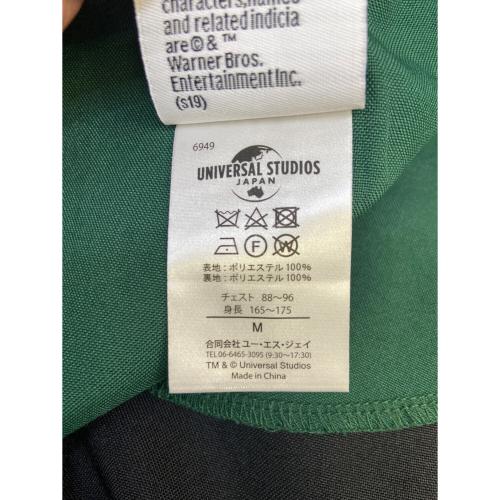 characters, names
and related indicia
are © & ™
Warner Bros.
Entertainment Inc.
(s19)
6949
UNIVERSAL STUDIOS
JAPAN
F
W
表地：ポリエステル100%
裏地：ポリエステル100%
チェスト 88～96
身長 165～175
M
合同会社 ユー・エス・ジェイ
TEL 06-6465-3095 (9:30～17:30)
TM & © Universal Studios
Made in China